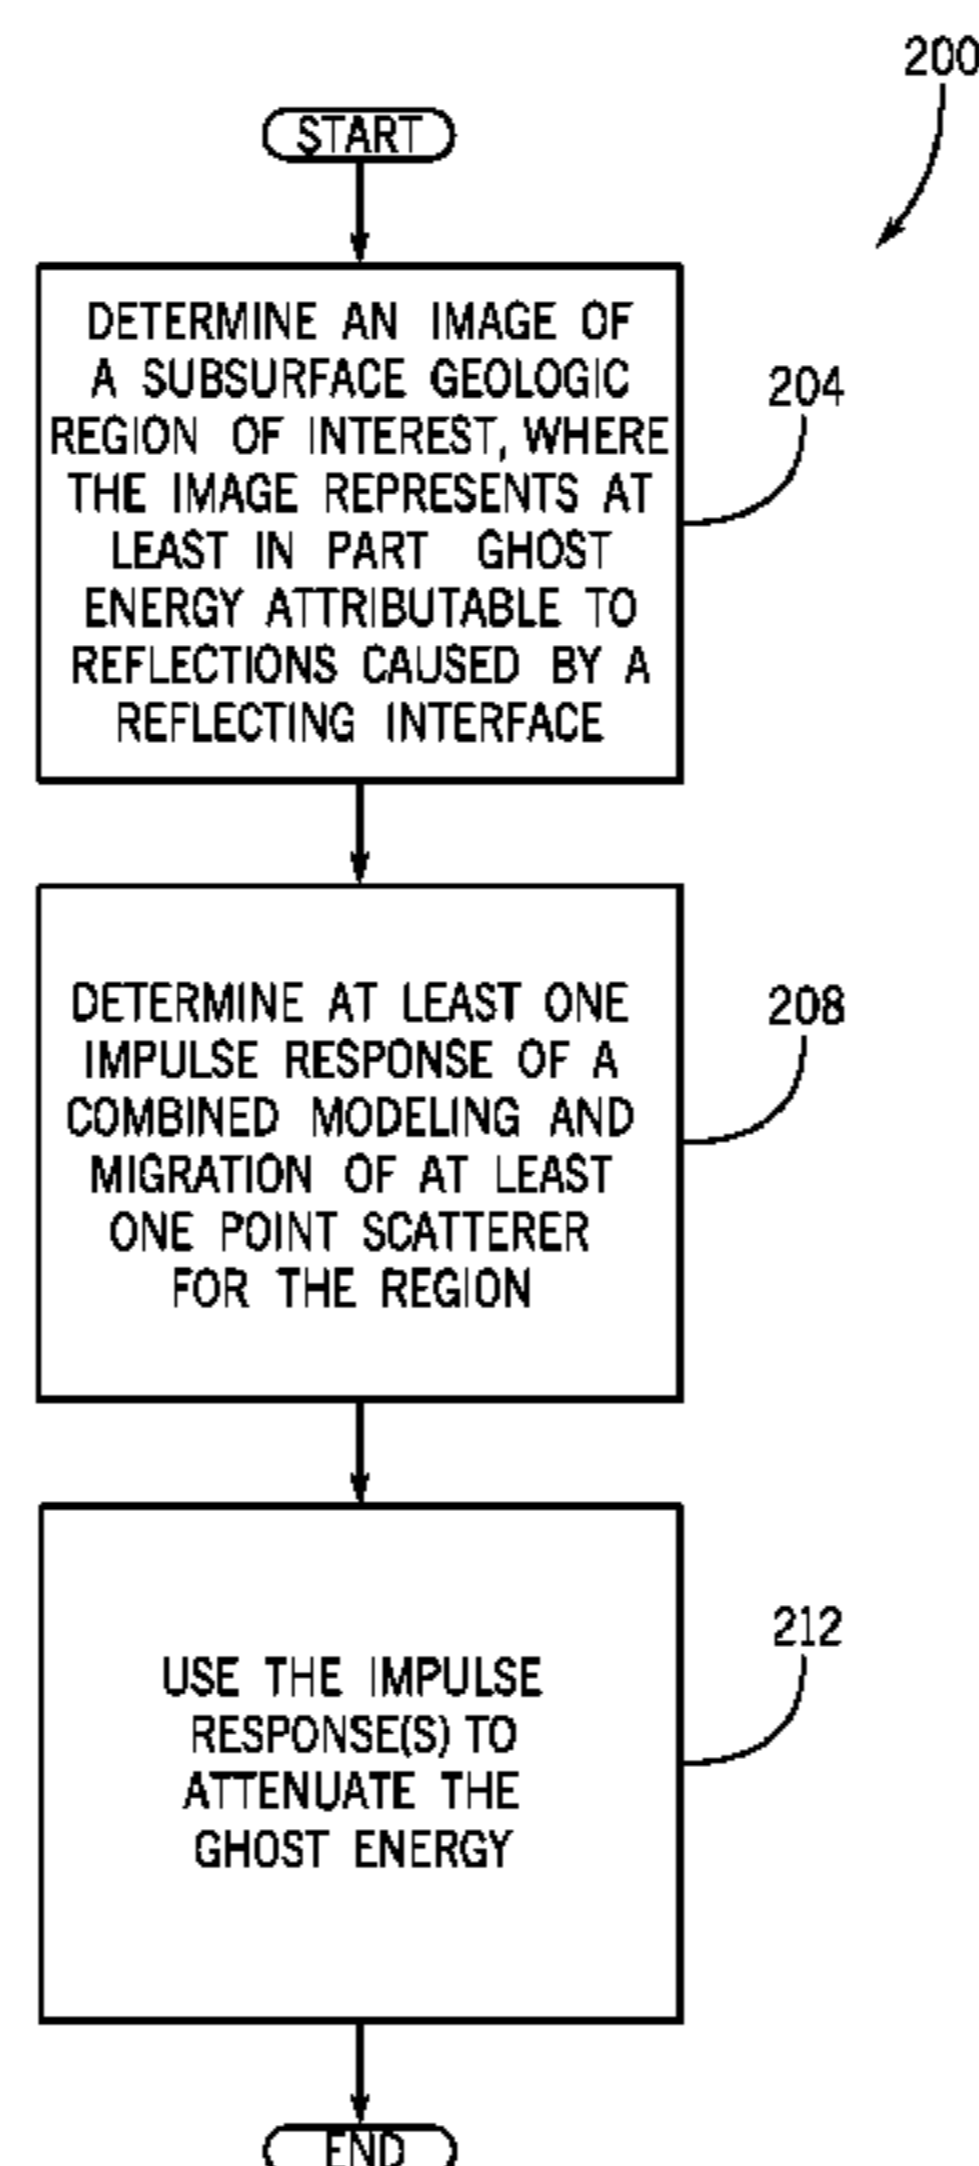 200
START
DETERMINE AN IMAGE OF
A SUBSURFACE GEOLOGIC
REGION OF INTEREST, WHERE
THE IMAGE REPRESENTS AT
LEAST IN PART GHOST
ENERGY ATTRIBUTABLE TO
REFLECTIONS CAUSED BY A
REFLECTING INTERFACE
204
DETERMINE AT LEAST ONE
IMPULSE RESPONSE OF A
COMBINED MODELING AND
MIGRATION OF AT LEAST
ONE POINT SCATTERER
FOR THE REGION
208
USE THE IMPULSE
RESPONSE(S) TO
ATTENUATE THE
GHOST ENERGY
212
END